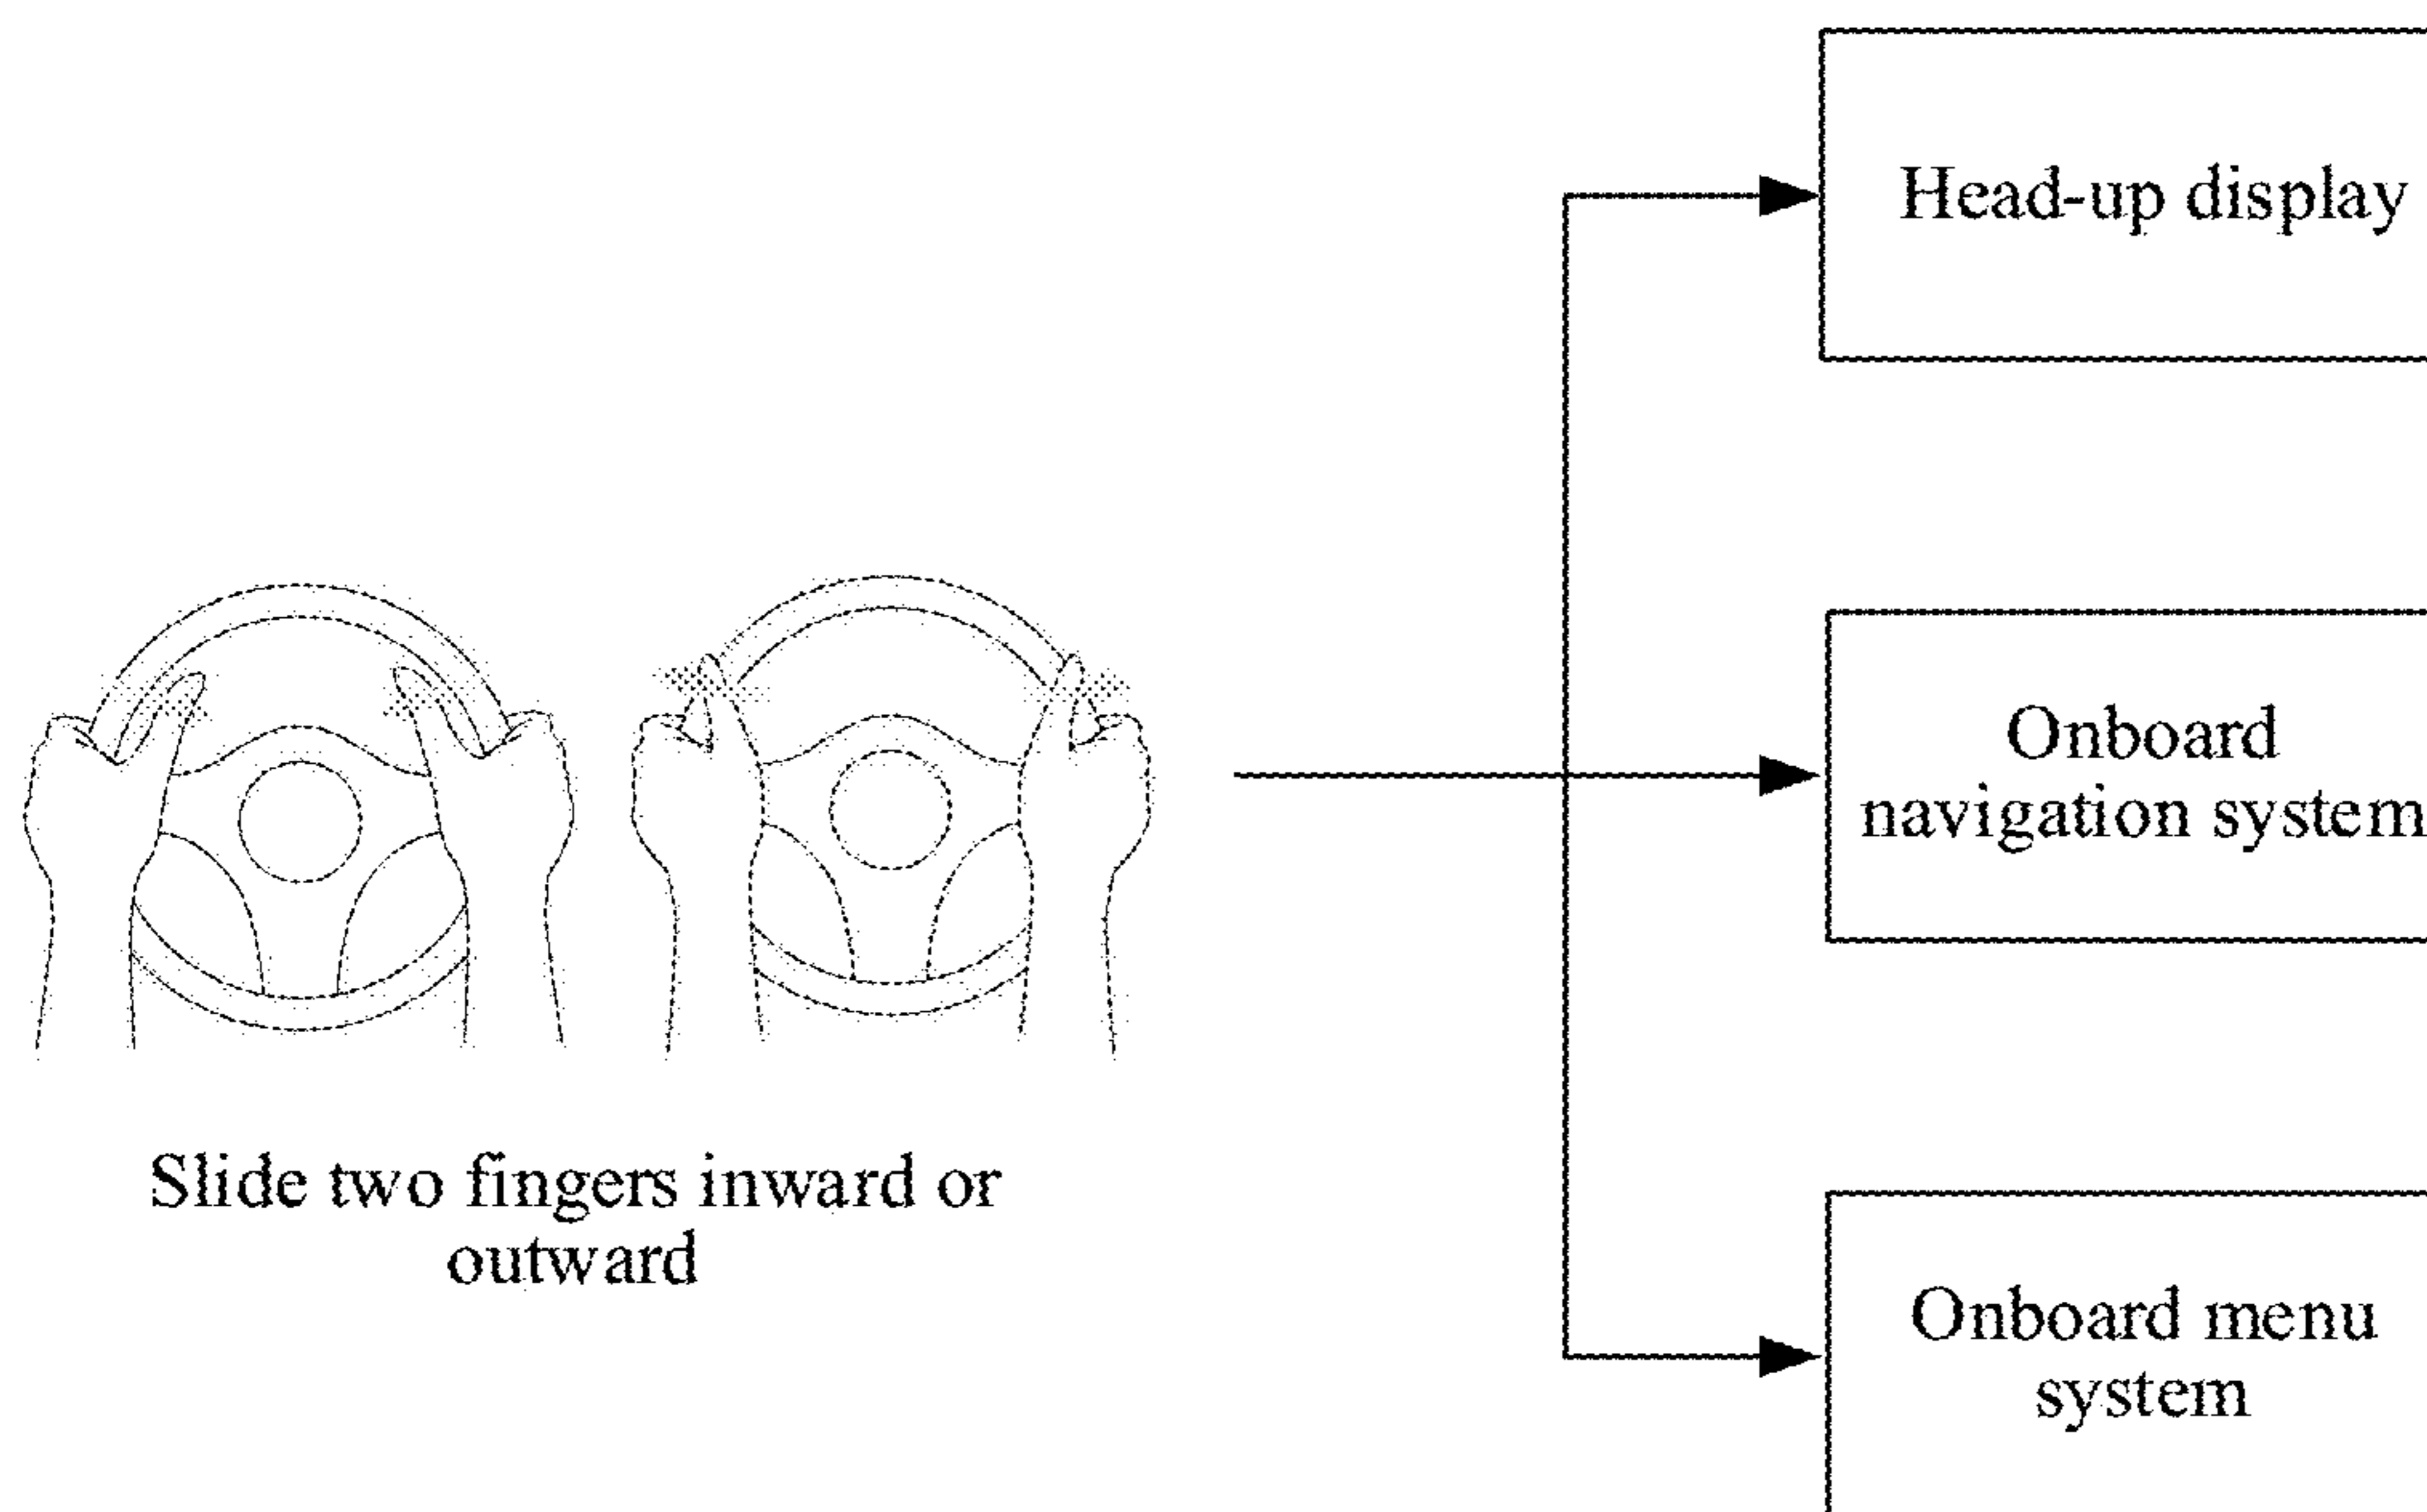 Head-up display
Onboard
navigation system
Slide two fingers inward or
outward
Onboard menu
system